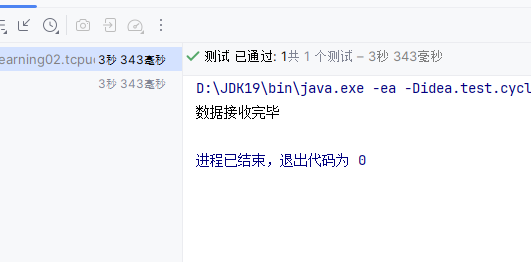 测试 已通过: 1共 1 个测试 – 3秒 343毫秒
earning02.tcpu 3秒 343毫秒
3秒 343毫秒
D:\JDK19\bin\java.exe -ea -Didea.test.cycl
数据接收完毕
进程已结束，退出代码为 0